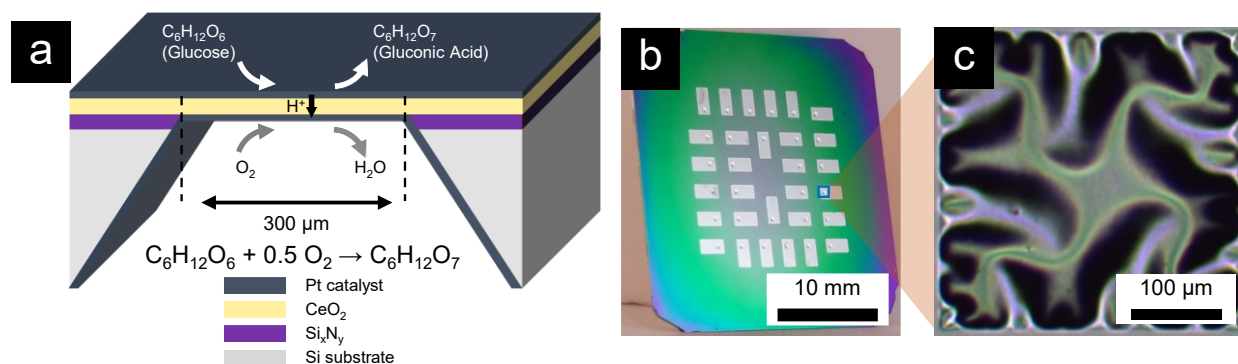 a
C₆H₁₂O₆
(Glucose)
C₆H₁₂O₇
(Gluconic Acid)
H⁺
O₂
H₂O
300 µm
C₆H₁₂O₆ + 0.5 O₂ → C₆H₁₂O₇
Pt catalyst
CeO₂
SiₓNᵧ
Si substrate
b
10 mm
c
100 µm